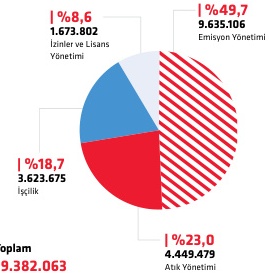 | %8,6
1.673.802
İzinler ve Lisans
Yönetimi
| %49,7
9.635.106
Emisyon Yönetimi
| %18,7
3.623.675
İşçilik
| %23,0
4.449.479
Atık Yönetimi
oplam
9.382.063